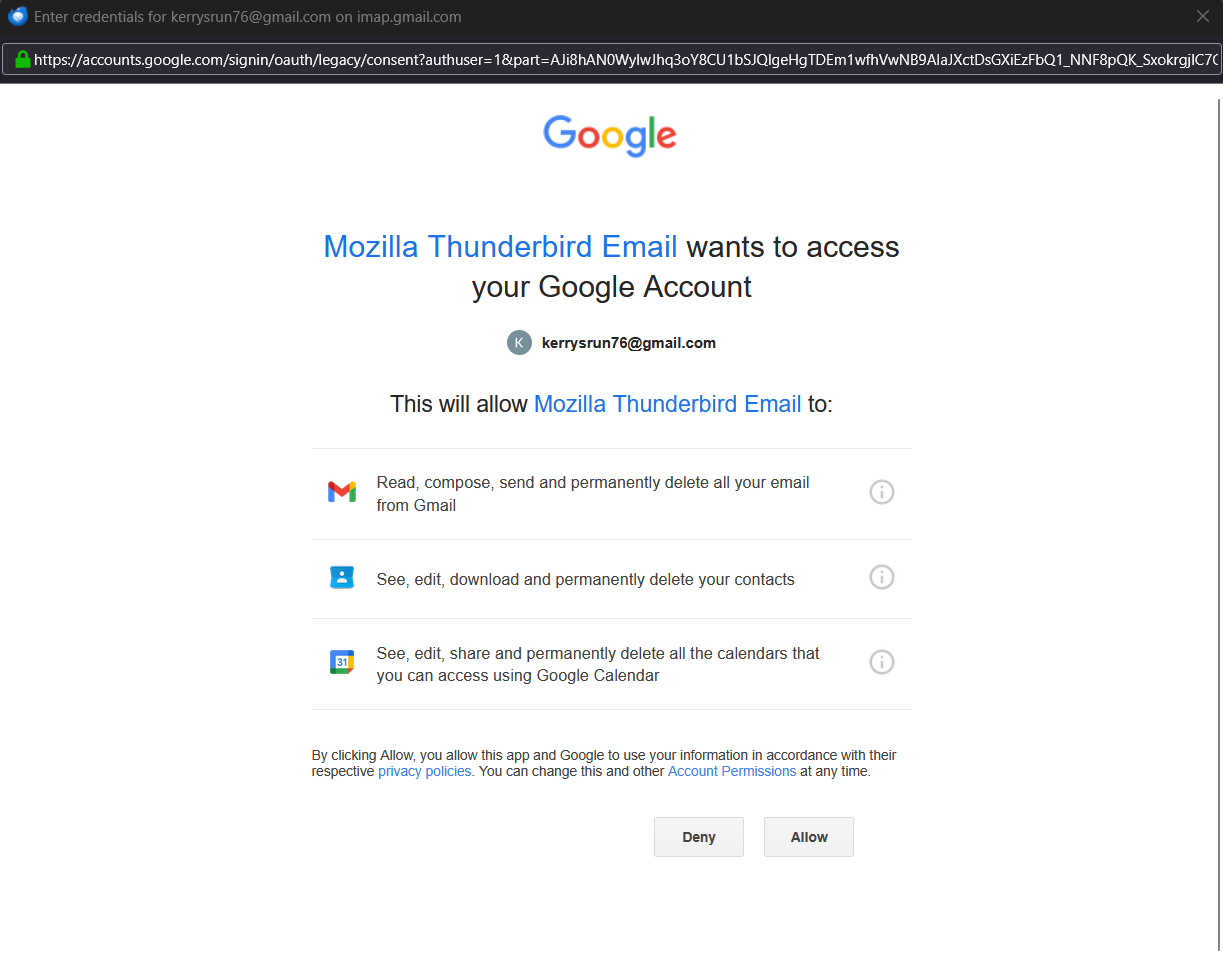 Enter credentials for kerrysrun76@gmail.com on imap.gmail.com
https://accounts.google.com/signin/oauth/legacy/consent?authuser=1&part=AJi8hAN0WylwJhq3oY8CU1bSJQlgeHgTDEm1wfhVwNB9AlaJXctDsGXiEzFbQ1_NNF8pQK_SxokrgjIC7C
Google
Mozilla Thunderbird Email wants to access
your Google Account
K kerrysrun76@gmail.com
This will allow Mozilla Thunderbird Email to:
Read, compose, send and permanently delete all your email
from Gmail
See, edit, download and permanently delete your contacts
31
See, edit, share and permanently delete all the calendars that
you can access using Google Calendar
By clicking Allow, you allow this app and Google to use your information in accordance with their
respective privacy policies. You can change this and other Account Permissions at any time.
Deny Allow